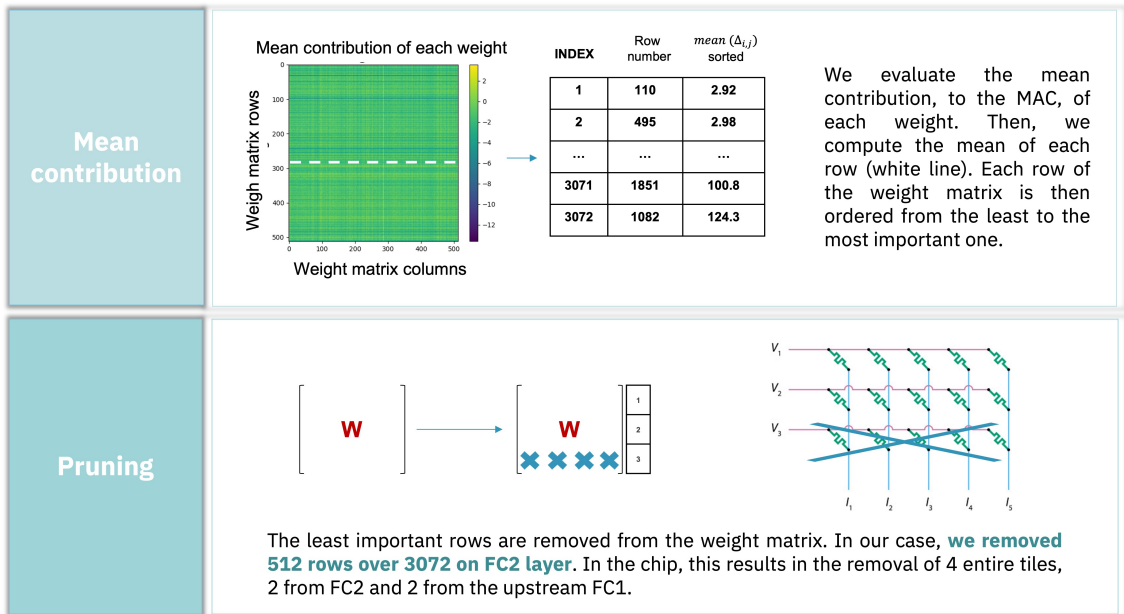 Mean
contribution
Mean contribution of each weight
Weigh matrix rows
0
100
200
300
400
500
0
100
200
300
400
500
Weight matrix columns
2
0
−2
−4
−6
−8
−10
−12
INDEX Row number mean (Δi,j) sorted
1 110 2.92
2 495 2.98
... ... ...
3071 1851 100.8
3072 1082 124.3
We evaluate the mean
contribution, to the MAC, of
each weight. Then, we
compute the mean of each
row (white line). Each row of
the weight matrix is then
ordered from the least to the
most important one.
Pruning
W
W
1
2
3
V1
V2
V3
I1 I2 I3 I4 I5
The least important rows are removed from the weight matrix. In our case, we removed
512 rows over 3072 on FC2 layer. In the chip, this results in the removal of 4 entire tiles,
2 from FC2 and 2 from the upstream FC1.